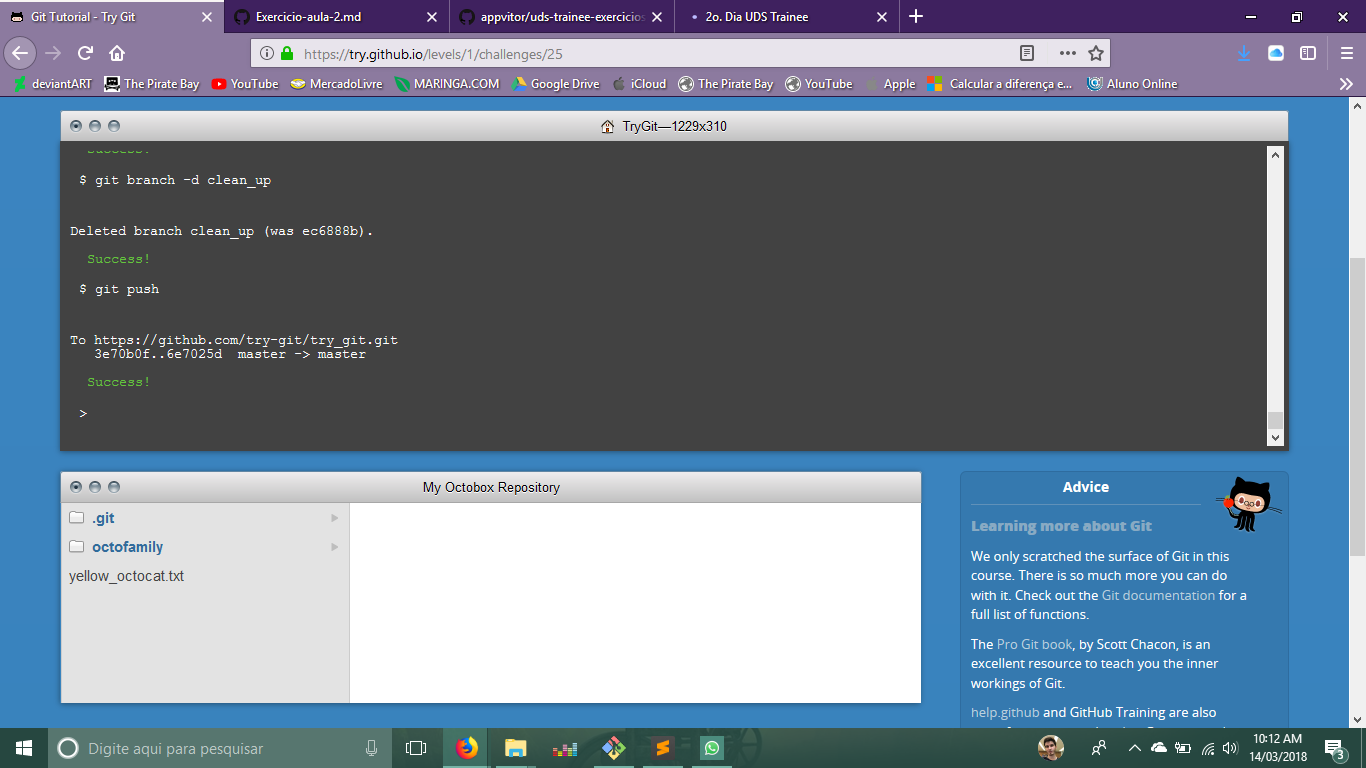 Git Tutorial - Try Git
Exercicio-aula-2.md
appvitor/uds-trainee-exercicios
2o. Dia UDS Trainee
https://try.github.io/levels/1/challenges/25
deviantART
The Pirate Bay
YouTube
MercadoLivre
MARINGA.COM
Google Drive
iCloud
The Pirate Bay
YouTube
Apple
Calcular a diferença e...
Aluno Online
TryGit—1229x310
Success!
$ git branch -d clean_up
Deleted branch clean_up (was ec6888b).
Success!
$ git push
To https://github.com/try-git/try_git.git
3e70b0f..6e7025d master -> master
Success!
>
My Octobox Repository
.git
octofamily
yellow_octocat.txt
Advice
Learning more about Git
We only scratched the surface of Git in this
course. There is so much more you can do
with it. Check out the Git documentation for a
full list of functions.
The Pro Git book, by Scott Chacon, is an
excellent resource to teach you the inner
workings of Git.
help.github and GitHub Training are also
Digite aqui para pesquisar
10:12 AM
14/03/2018
3